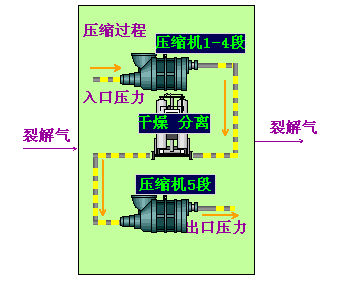 压缩过程
压缩机1-4段
入口压力
干燥 分离
裂解气
裂解气
压缩机5段
出口压力